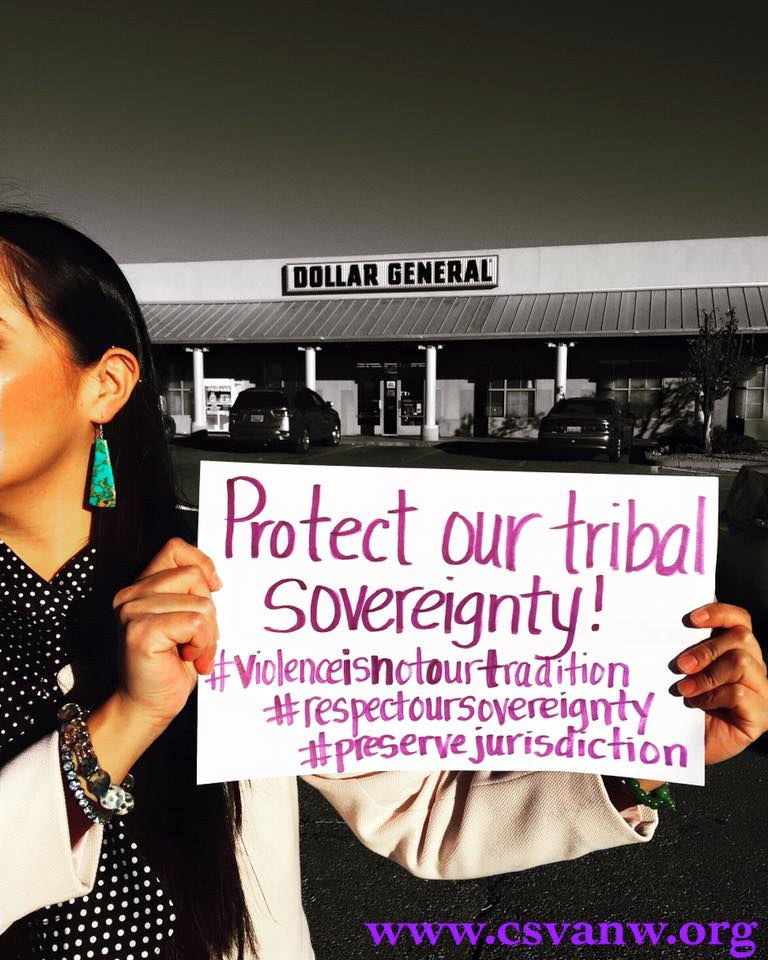 DOLLAR GENERAL
Protect our tribal
sovereignty!
#violenceisnotourtradition
#respectoursovereignty
#preservejurisdiction
www.csvanw.org